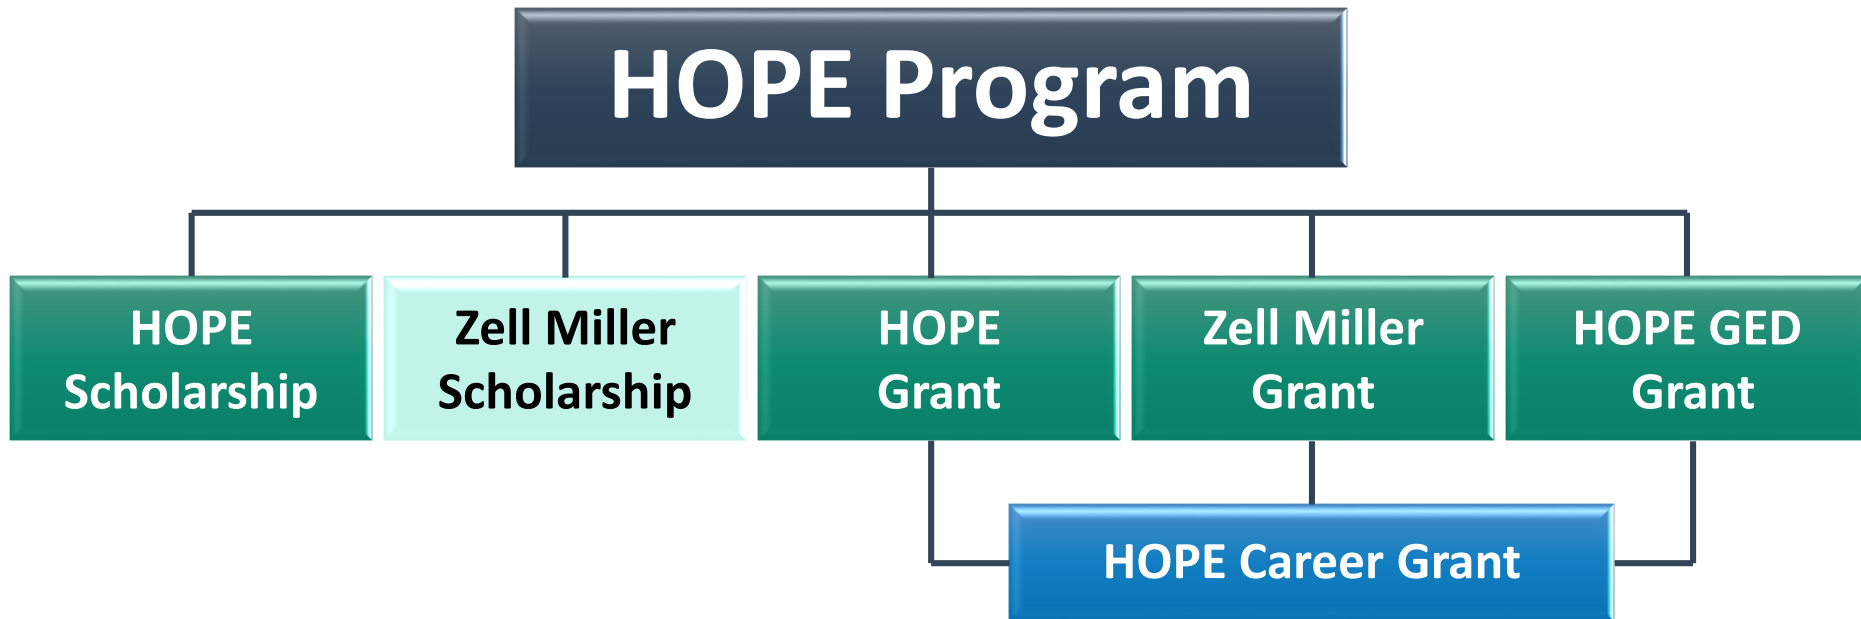 HOPE Program
HOPE
Scholarship
Zell Miller
Scholarship
HOPE
Grant
Zell Miller
Grant
HOPE GED
Grant
HOPE Career Grant